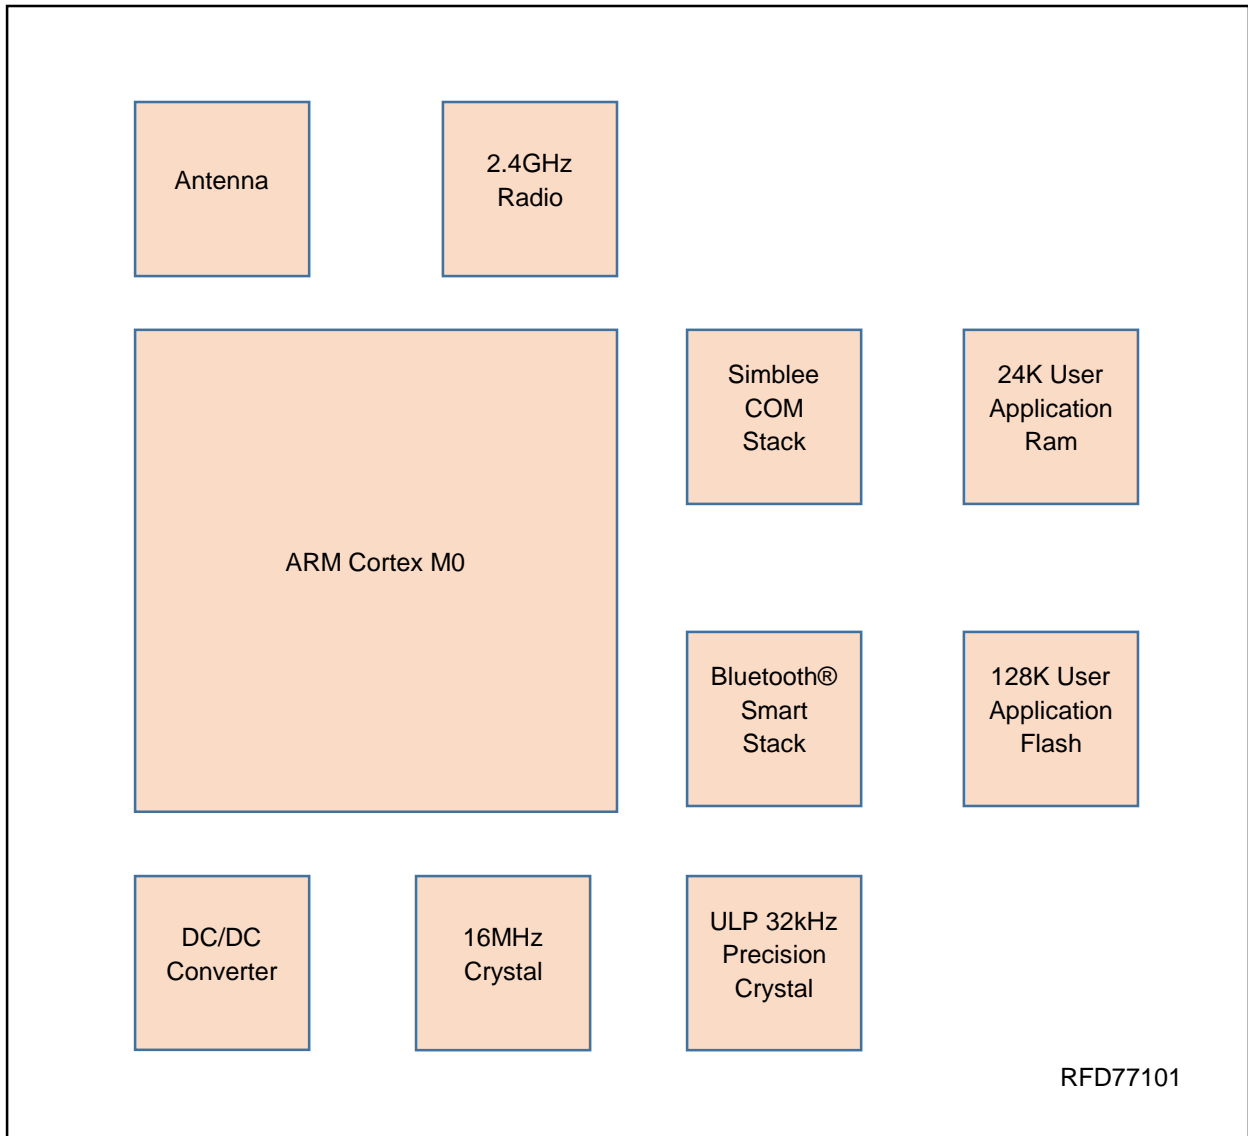 Antenna
2.4GHz
Radio
Simblee
COM
Stack
24K User
Application
Ram
ARM Cortex M0
Bluetooth®
Smart
Stack
128K User
Application
Flash
DC/DC
Converter
16MHz
Crystal
ULP 32kHz
Precision
Crystal
RFD77101